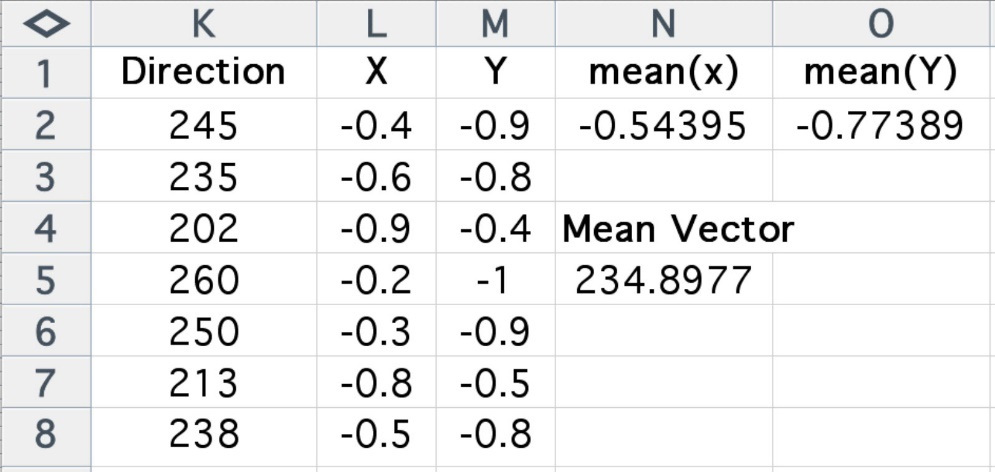 K L M N O
1 Direction X Y mean(x) mean(Y)
2 245 -0.4 -0.9 -0.54395 -0.77389
3 235 -0.6 -0.8
4 202 -0.9 -0.4 Mean Vector
5 260 -0.2 -1 234.8977
6 250 -0.3 -0.9
7 213 -0.8 -0.5
8 238 -0.5 -0.8